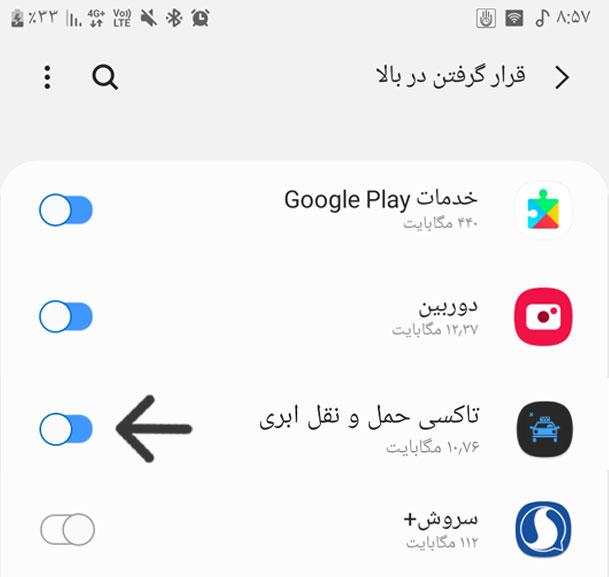 ٪۳۳ 4G+ Vo)) LTE ۸:۵۷
قرار گرفتن در بالا
خدمات Google Play
۴۴۰ مگابایت
دوربین
۱۲٫۳۷ مگابایت
تاکسی حمل و نقل ابری
۱۰٫۷۶ مگابایت
سروش+
۱۱۲ مگابایت